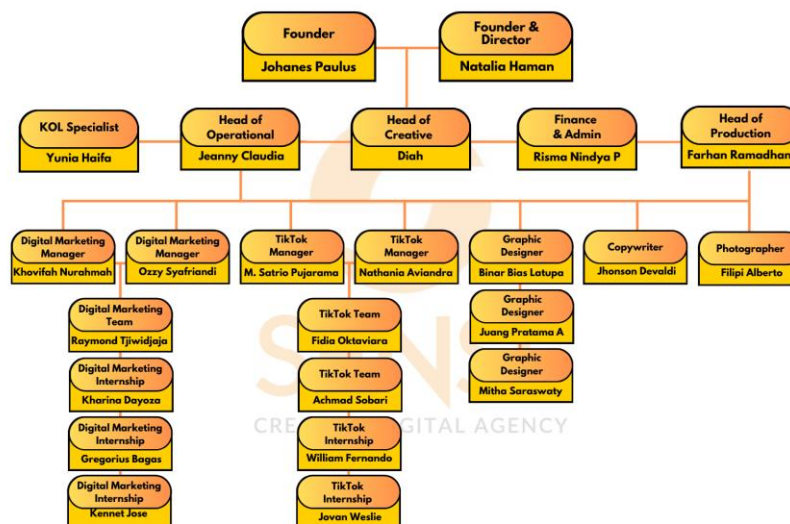 Founder
Johanes Paulus
Founder &
Director
Natalia Haman
KOL Specialist
Yunia Haifa
Head of
Operational
Jeanny Claudia
Head of
Creative
Diah
Finance
& Admin
Risma Nindya P
Head of
Production
Farhan Ramadhan
Digital Marketing
Manager
Khovifah Nurahmah
Digital Marketing
Manager
Ozzy Syafriandi
TikTok
Manager
M. Satrio Pujarama
TikTok
Manager
Nathania Aviandra
Graphic
Designer
Binar Bias Latupa
Copywriter
Jhonson Devaldi
Photographer
Filipi Alberto
Digital Marketing
Team
Raymond Tjiwidjaja
TikTok Team
Fidia Oktaviara
Graphic
Designer
Juang Pratama A
Digital Marketing
Internship
Kharina Dayoza
TikTok Team
Achmad Sobari
Graphic
Designer
Mitha Saraswaty
Digital Marketing
Internship
Gregorius Bagas
TikTok
Internship
William Fernando
Digital Marketing
Internship
Kennet Jose
TikTok
Internship
Jovan Weslie
DIGITAL AGENCY